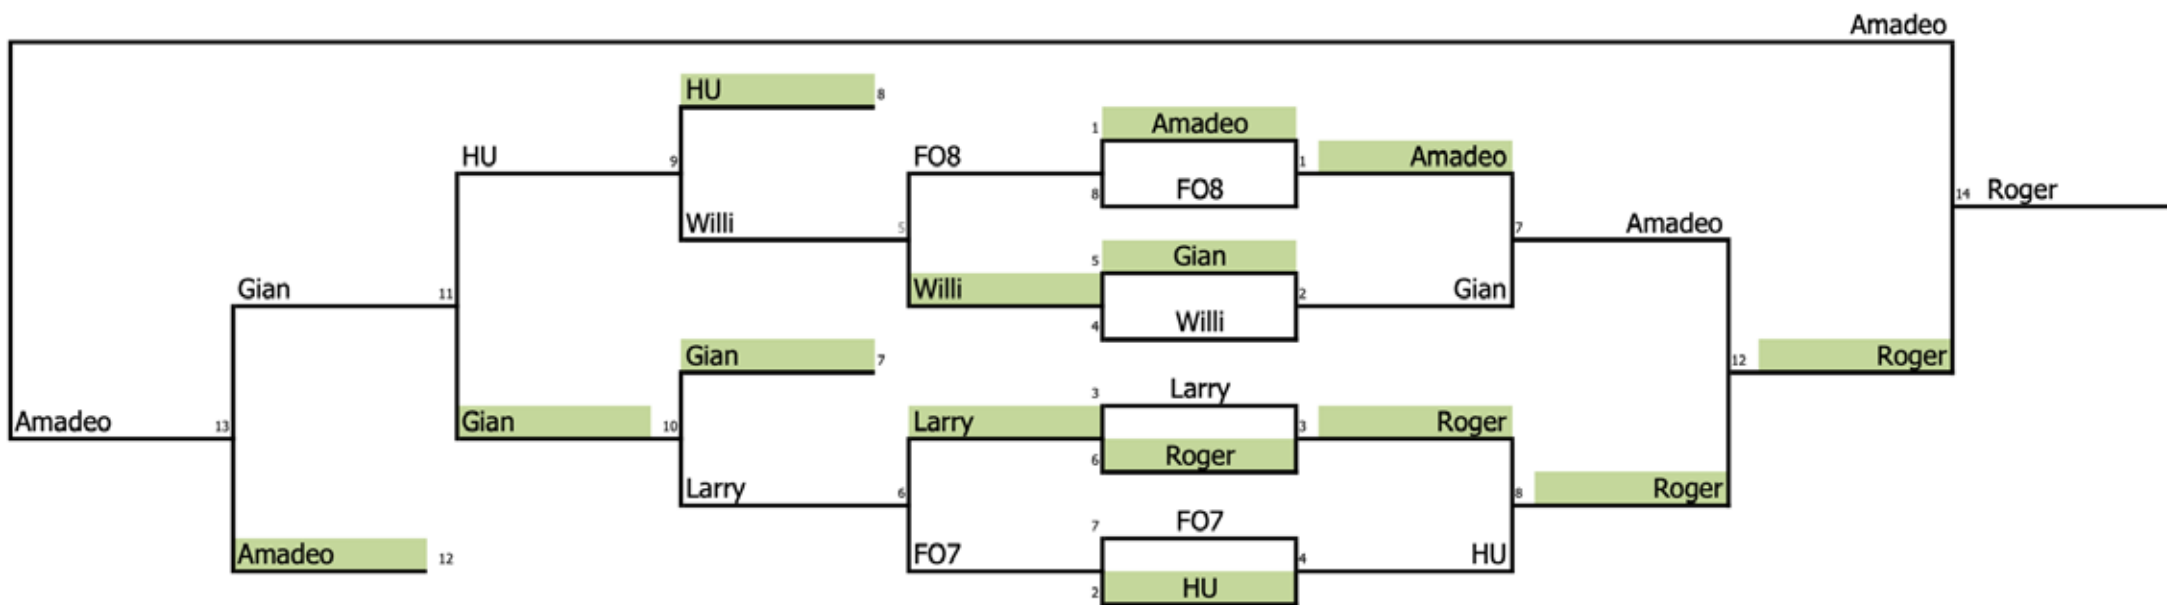 Amadeo
HU 8
1 Amadeo
HU 9 FO8 1 Amadeo
8 FO8 14 Roger
Willi 5 7 Amadeo
5 Gian
Gian 11 Willi 2 Gian
4 Willi
Gian 7 12 Roger
3 Larry
Amadeo 13 Gian 10 Larry 3 Roger
6 Roger
Larry 6 8 Roger
7 FO7
Amadeo 12 FO7 4 HU
2 HU